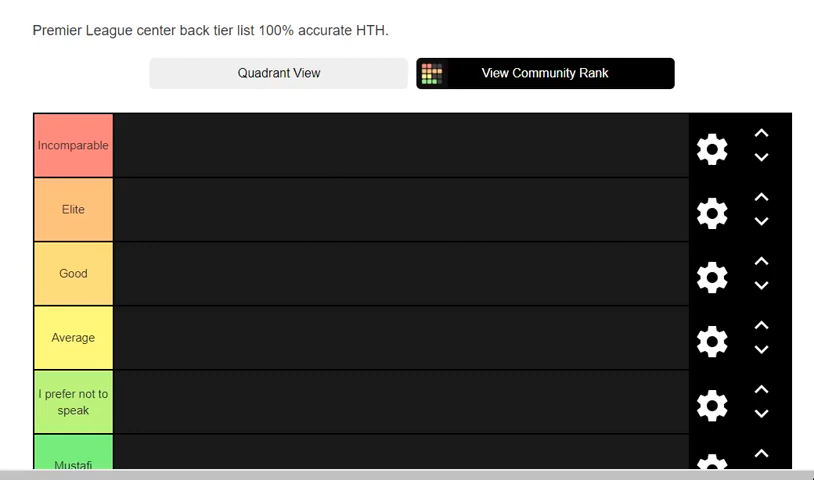 Premier League center back tier list 100% accurate HTH.
Quadrant View
View Community Rank
Incomparable
Elite
Good
Average
I prefer not to
speak
Mustafi